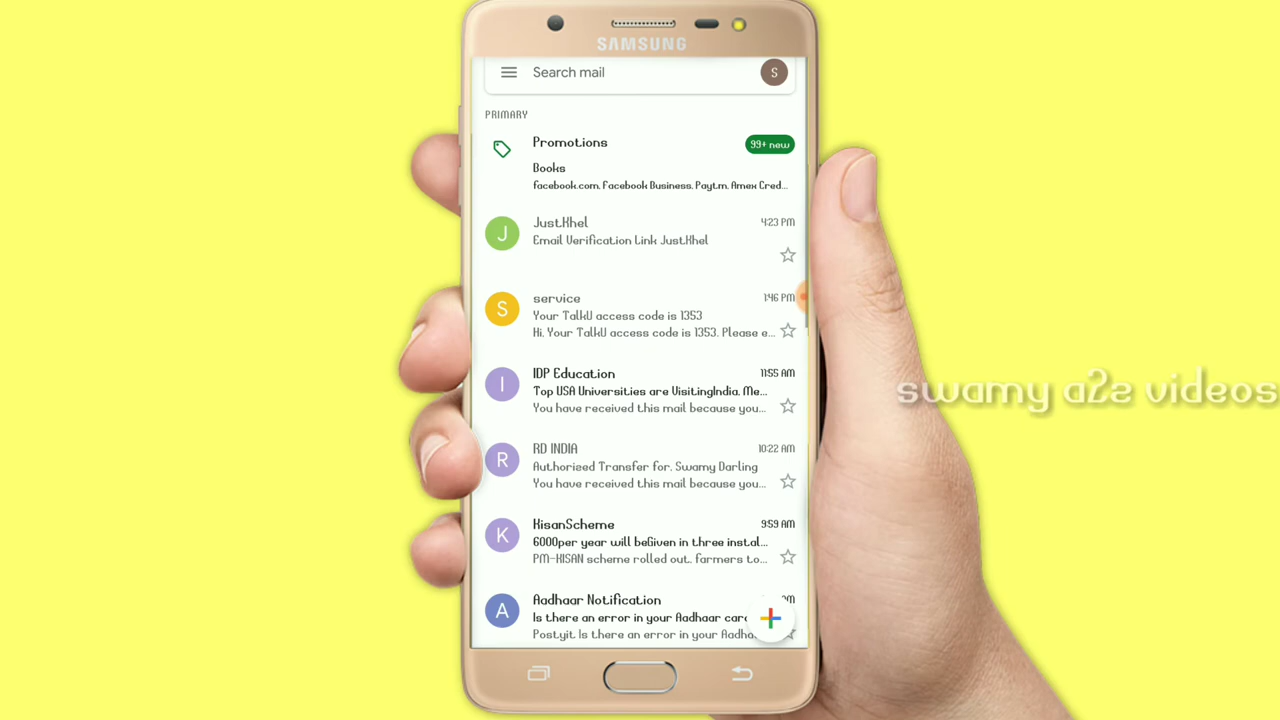 SAMSUNG
Search mail
S
PRIMARY
Promotions
99+ new
Books
facebook.com, Facebook Business, Paytm, Amex Cred...
J
Just.Khel
4:23 PM
Email Verification Link Just.Khel
S
service
1:46 PM
Your TalkU access code is 1353
Hi, Your TalkU access code is 1353. Please e...
I
IDP Education
11:55 AM
Top USA Universities are VisitingIndia. Me...
You have received this mail because you...
R
RD INDIA
10:22 AM
Authorized Transfer for, Swamy Darling
You have received this mail because you...
K
KisanScheme
9:59 AM
6000per year will beGiven in three instal...
PM-KISAN scheme rolled out, farmers to...
A
Aadhaar Notification
Is there an error in your Aadhaar car
Postyit Is there an error in your Aadha
swamy a2z videos